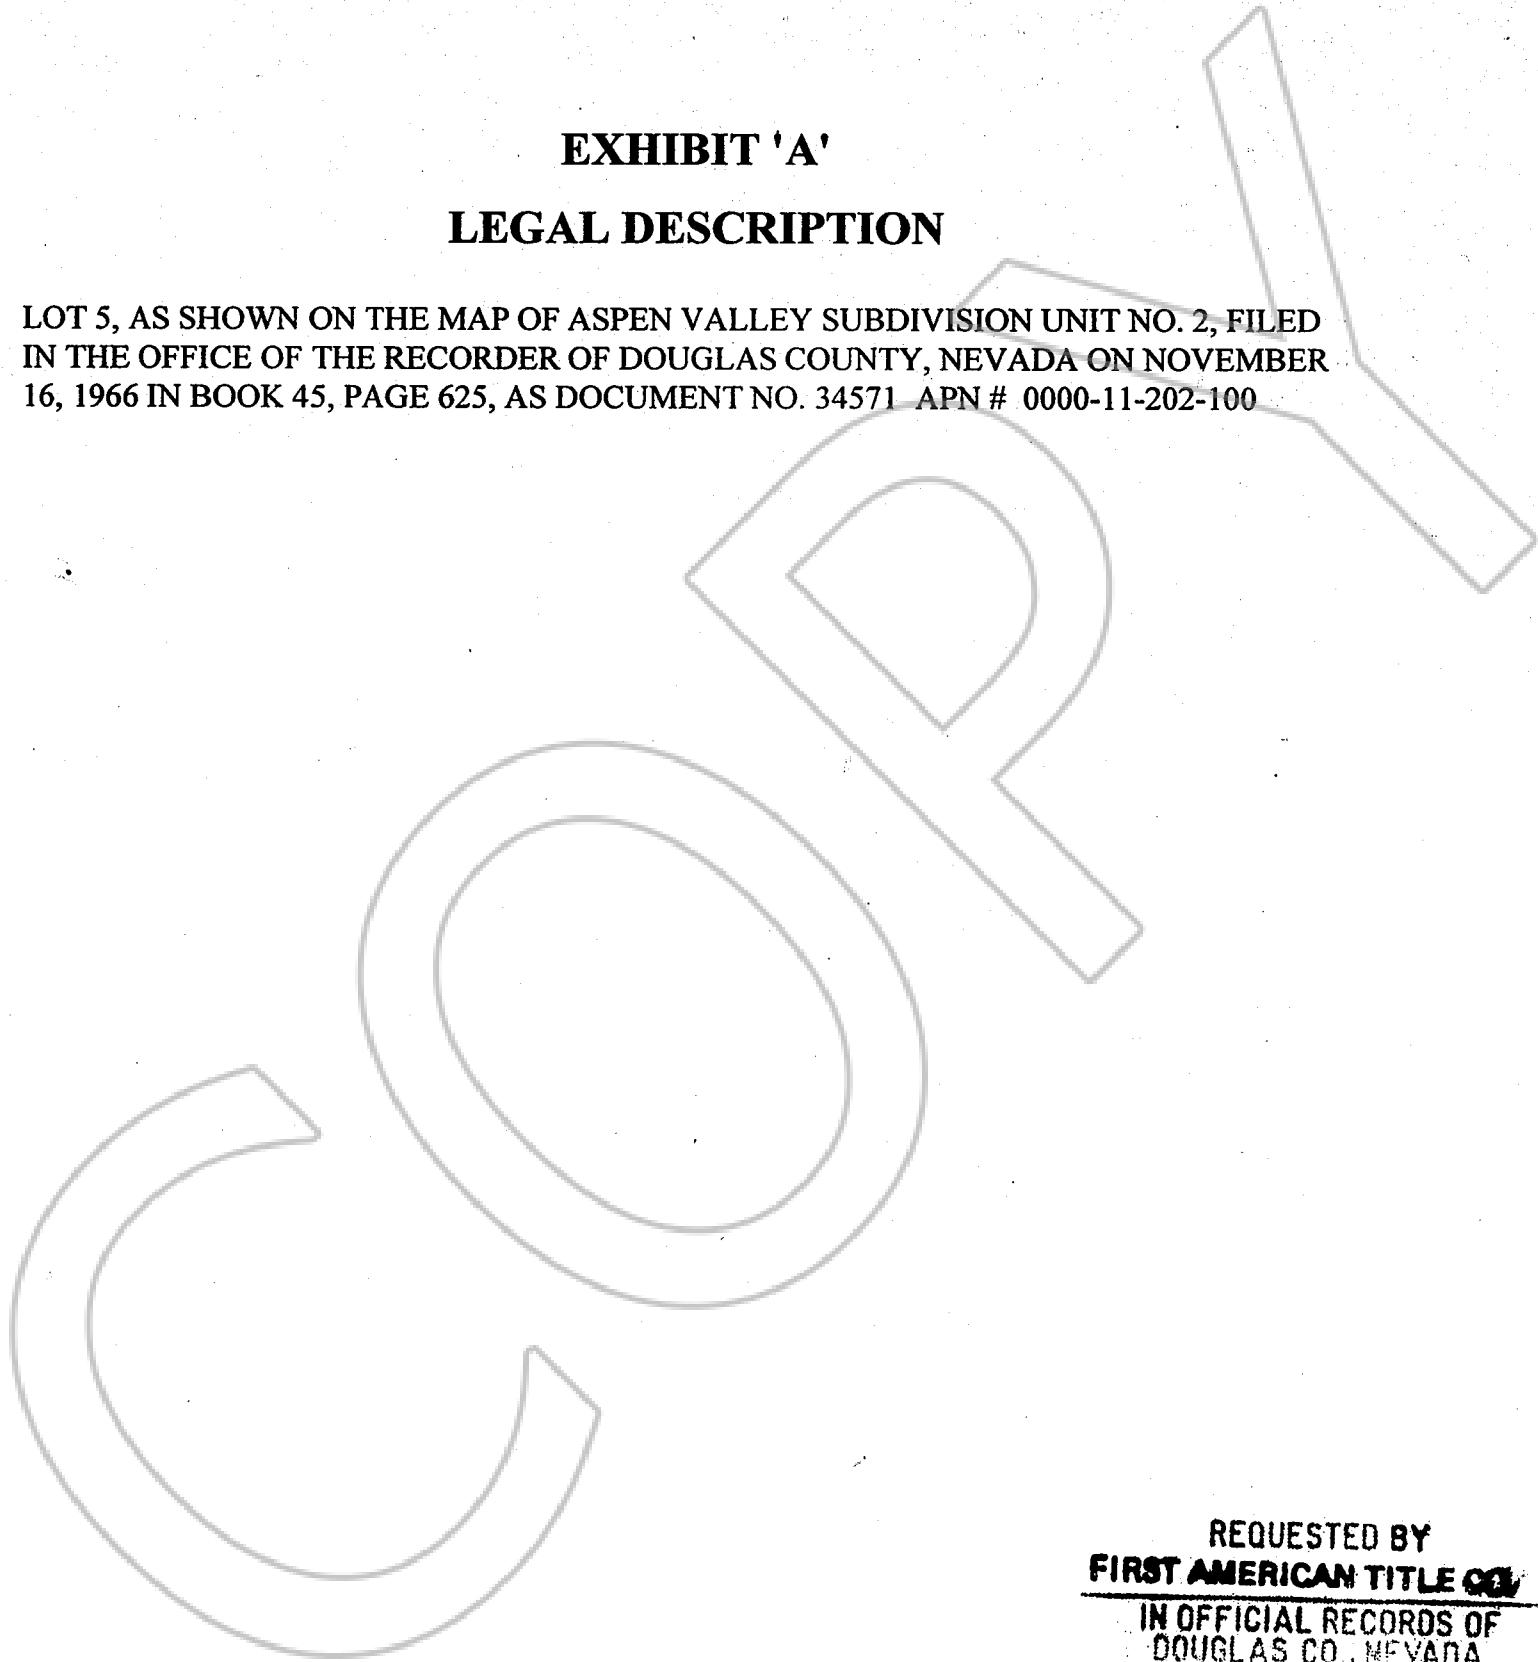 EXHIBIT 'A'
LEGAL DESCRIPTION
LOT 5, AS SHOWN ON THE MAP OF ASPEN VALLEY SUBDIVISION UNIT NO. 2, FILED
IN THE OFFICE OF THE RECORDER OF DOUGLAS COUNTY, NEVADA ON NOVEMBER
16, 1966 IN BOOK 45, PAGE 625, AS DOCUMENT NO. 34571 APN # 0000-11-202-100
COPY
REQUESTED BY
FIRST AMERICAN TITLE CO.
IN OFFICIAL RECORDS OF
DOUGLAS CO., NEVADA